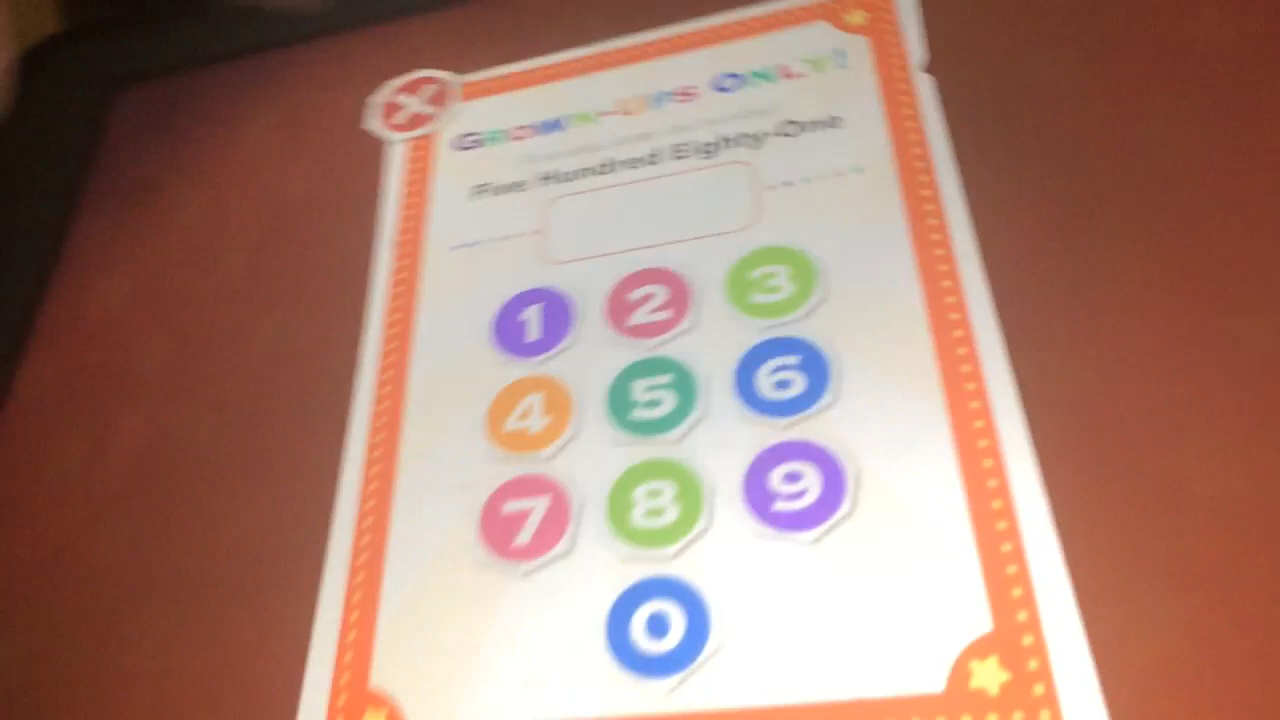 X
GROWN-UPS ONLY!
Five Hundred Eighty-One
1 2 3
4 5 6
7 8 9
0